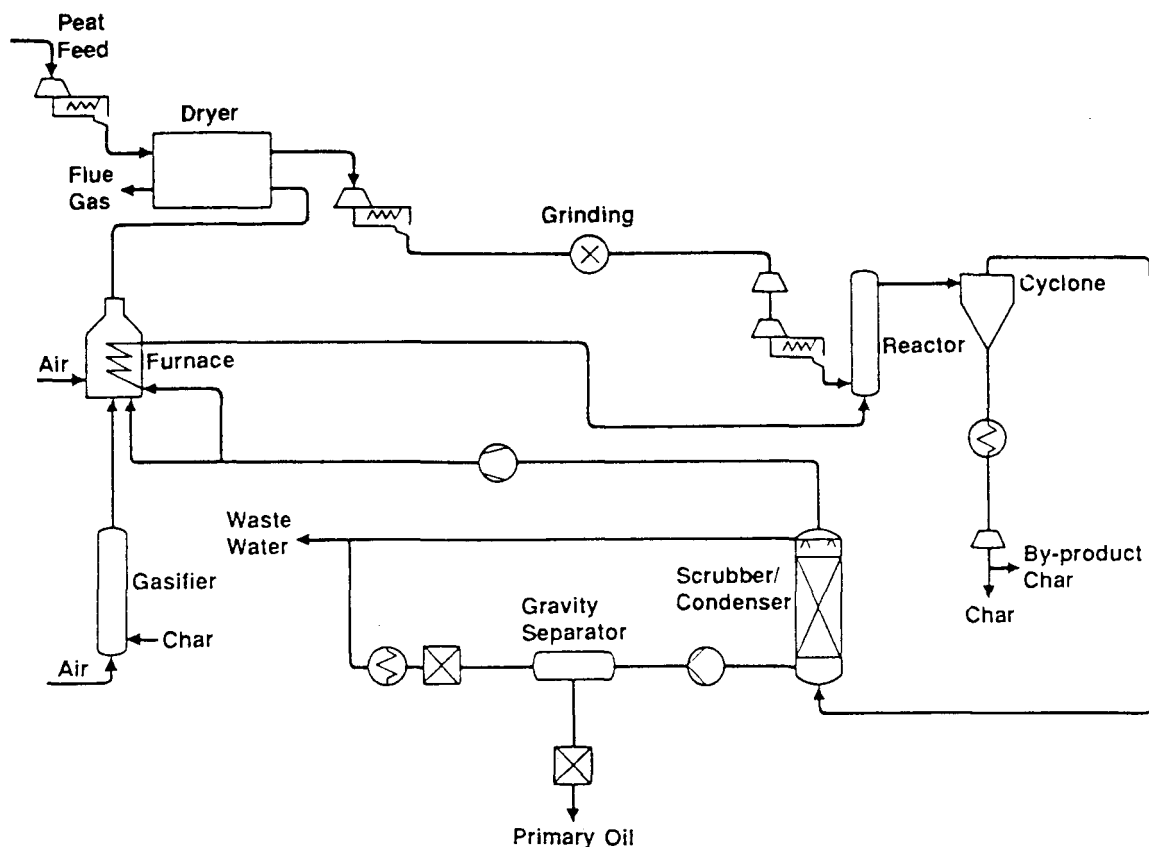 Peat
Feed
Dryer
Flue
Gas
Grinding
Cyclone
Reactor
Furnace
Air
Waste
Water
Scrubber/
Condenser
By-product
Char
Char
Gasifier
Gravity
Separator
Char
Air
Primary Oil